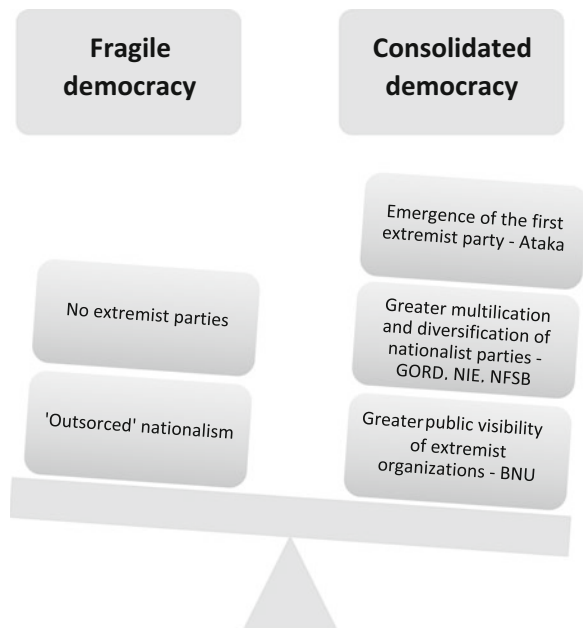 Fragile
democracy
Consolidated
democracy
No extremist parties
'Outsorced' nationalism
Emergence of the first
extremist party - Ataka
Greater multilication
and diversification of
nationalist parties -
GORD, NIE, NFSB
Greater public visibility
of extremist
organizations - BNU